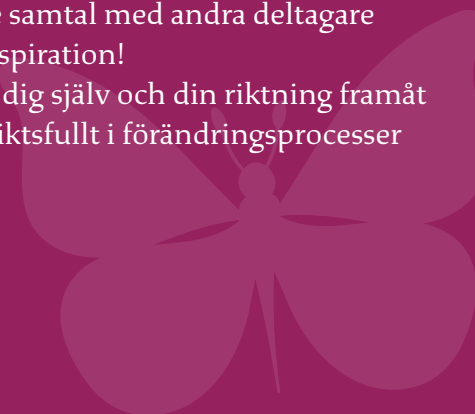 samtal med andra deltagare
spiration!
dig själv och din riktning framåt
iktsfullt i förändringsprocesser